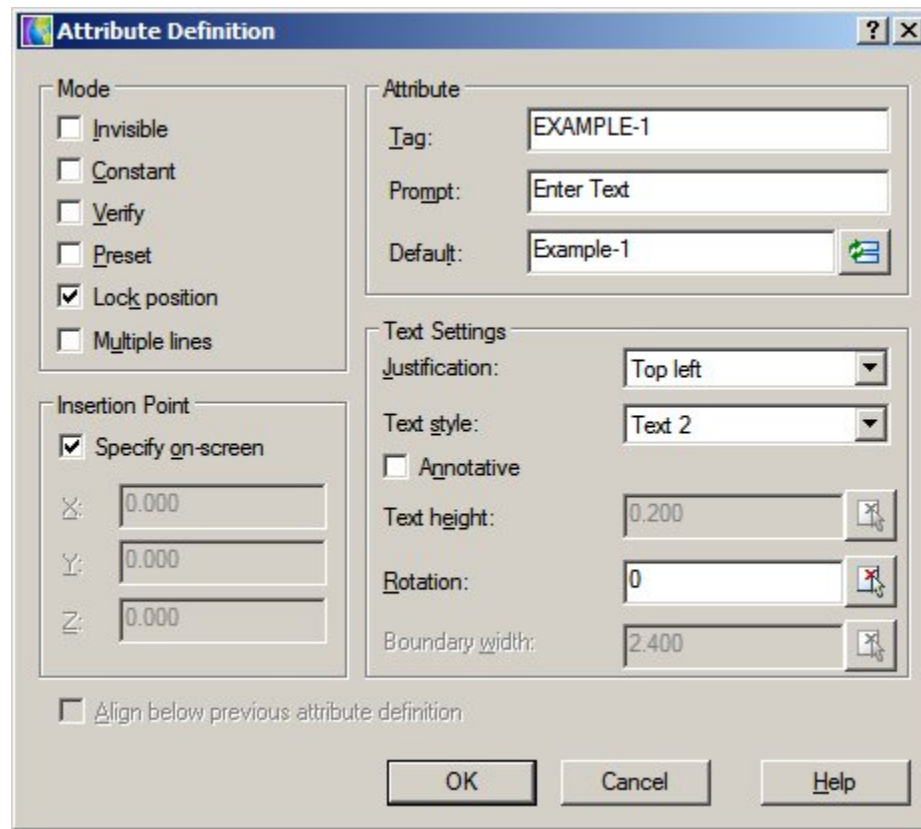 Attribute Definition
Mode
Invisible
Constant
Verify
Preset
Lock position
Multiple lines
Insertion Point
Specify on-screen
X: 0.000
Y: 0.000
Z: 0.000
Attribute
Tag: EXAMPLE-1
Prompt: Enter Text
Default: Example-1
Text Settings
Justification: Top left
Text style: Text 2
Annotative
Text height: 0.200
Rotation: 0
Boundary width: 2.400
Align below previous attribute definition
OK Cancel Help